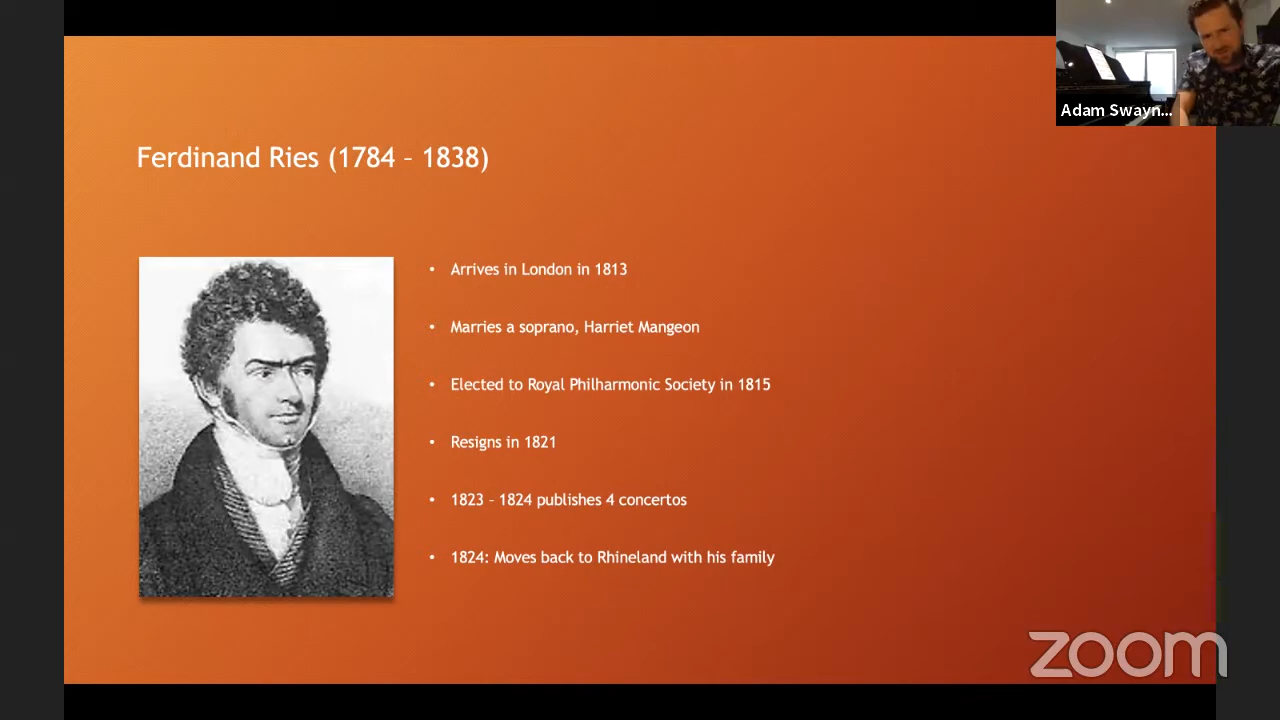 Adam Swayn...
Ferdinand Ries (1784 – 1838)
• Arrives in London in 1813
• Marries a soprano, Harriet Mangeon
• Elected to Royal Philharmonic Society in 1815
• Resigns in 1821
• 1823 – 1824 publishes 4 concertos
• 1824: Moves back to Rhineland with his family
zoom